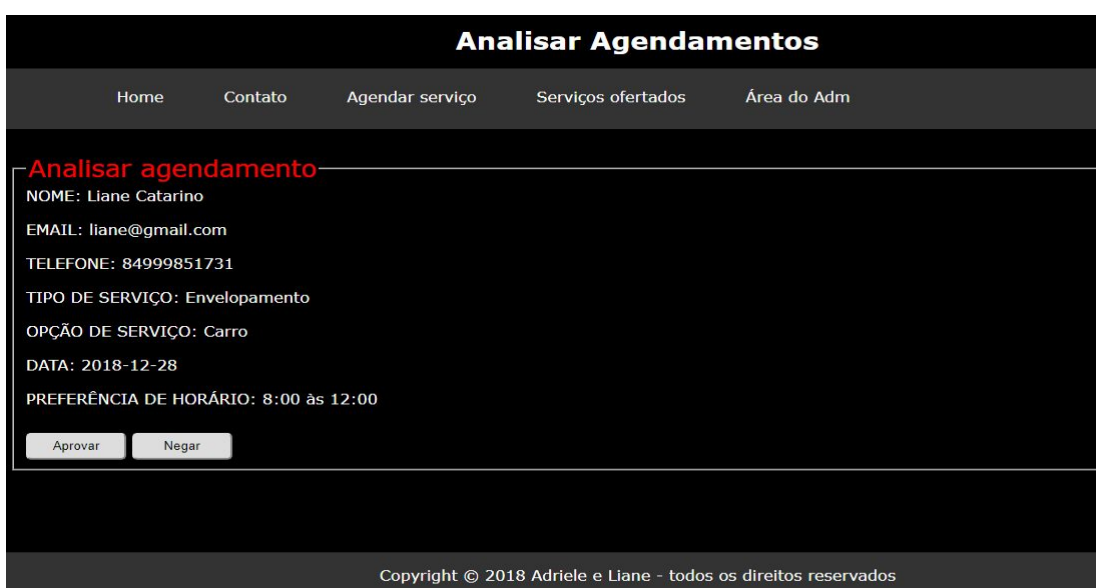 Analisar Agendamentos
Home Contato Agendar serviço Serviços ofertados Área do Adm
Analisar agendamento
NOME: Liane Catarino
EMAIL: liane@gmail.com
TELEFONE: 84999851731
TIPO DE SERVIÇO: Envelopamento
OPÇÃO DE SERVIÇO: Carro
DATA: 2018-12-28
PREFERÊNCIA DE HORÁRIO: 8:00 às 12:00
Aprovar Negar
Copyright © 2018 Adriele e Liane - todos os direitos reservados